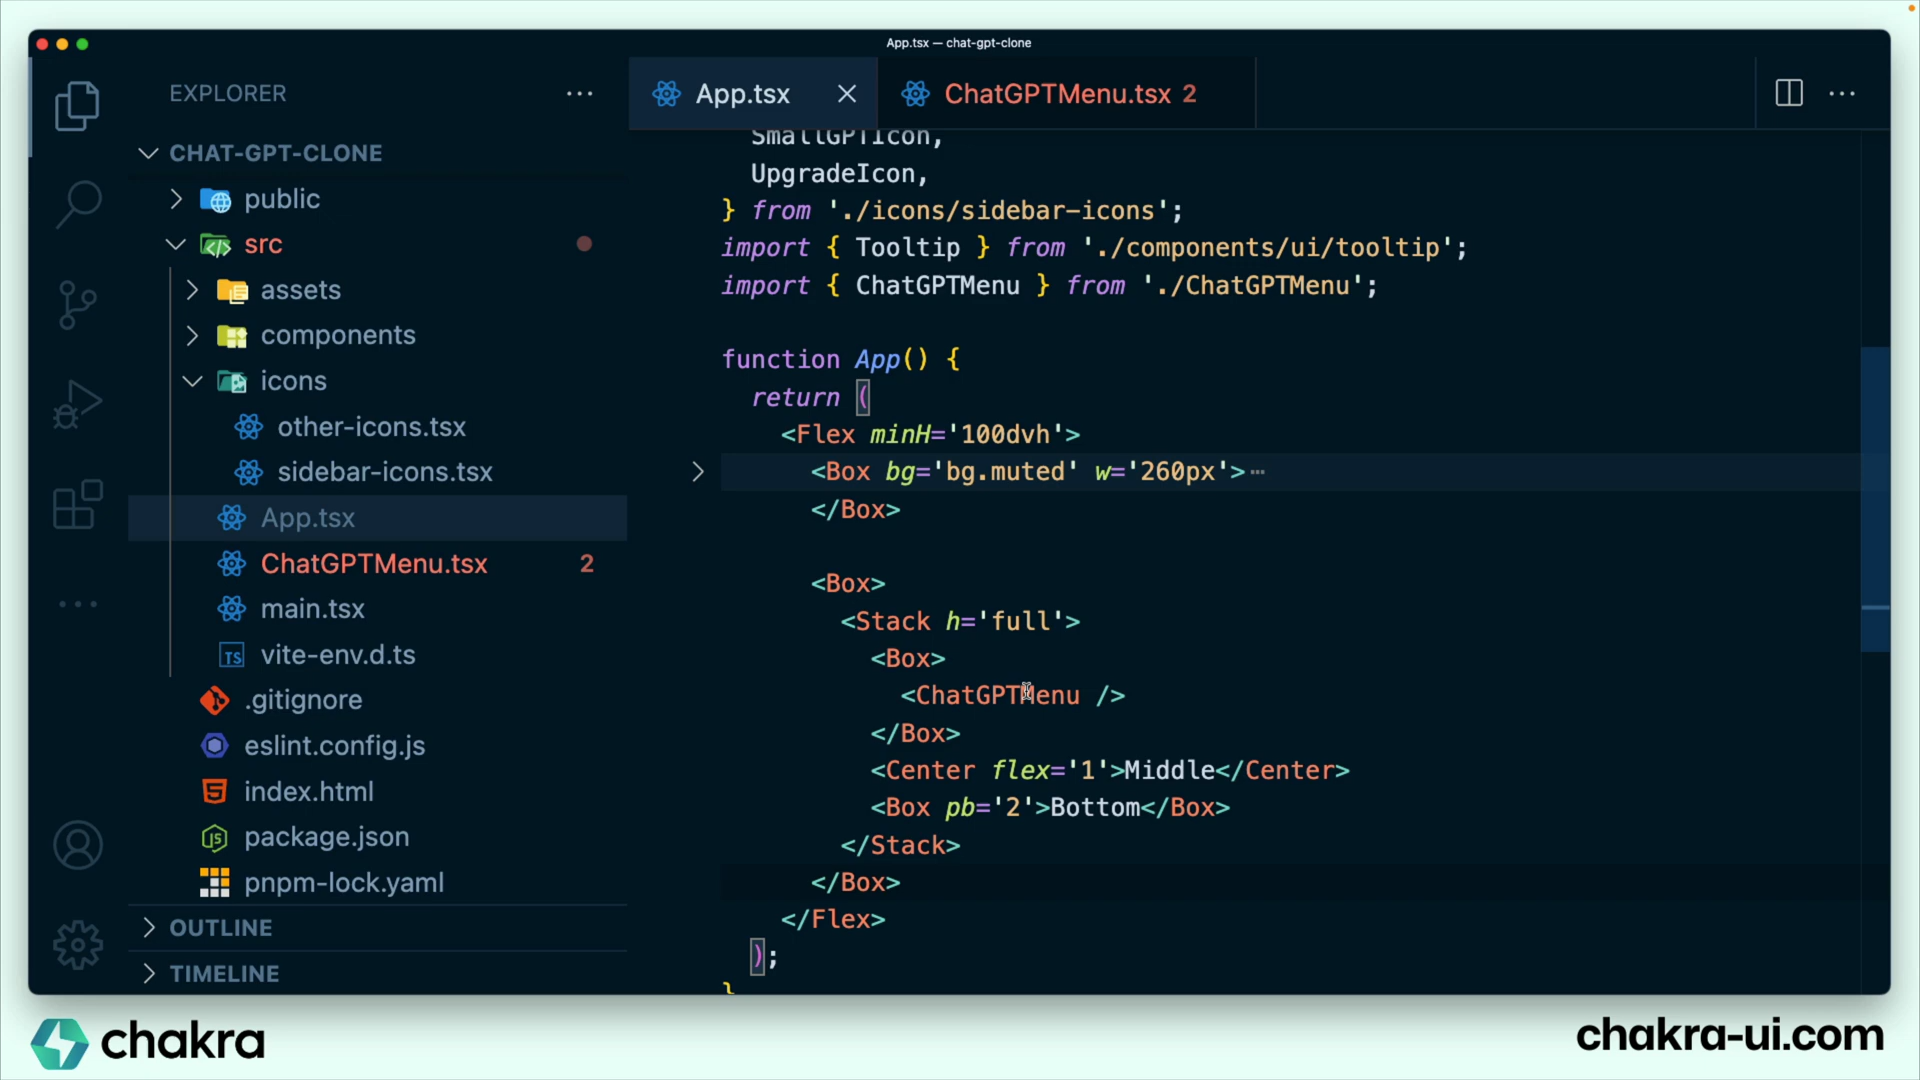 App.tsx — chat-gpt-clone
EXPLORER
CHAT-GPT-CLONE
public
src
assets
components
icons
other-icons.tsx
sidebar-icons.tsx
App.tsx
ChatGPTMenu.tsx 2
main.tsx
TS vite-env.d.ts
.gitignore
eslint.config.js
index.html
JS package.json
pnpm-lock.yaml
OUTLINE
TIMELINE
App.tsx
ChatGPTMenu.tsx 2
SmallGPTIcon,
UpgradeIcon,
} from './icons/sidebar-icons';
import { Tooltip } from './components/ui/tooltip';
import { ChatGPTMenu } from './ChatGPTMenu';
function App() {
return (
<Flex minH='100dvh'>
<Box bg='bg.muted' w='260px'>
</Box>
<Box>
<Stack h='full'>
<Box>
<ChatGPTMenu />
</Box>
<Center flex='1'>Middle</Center>
<Box pb='2'>Bottom</Box>
</Stack>
</Box>
</Flex>
);
}
chakra
chakra-ui.com